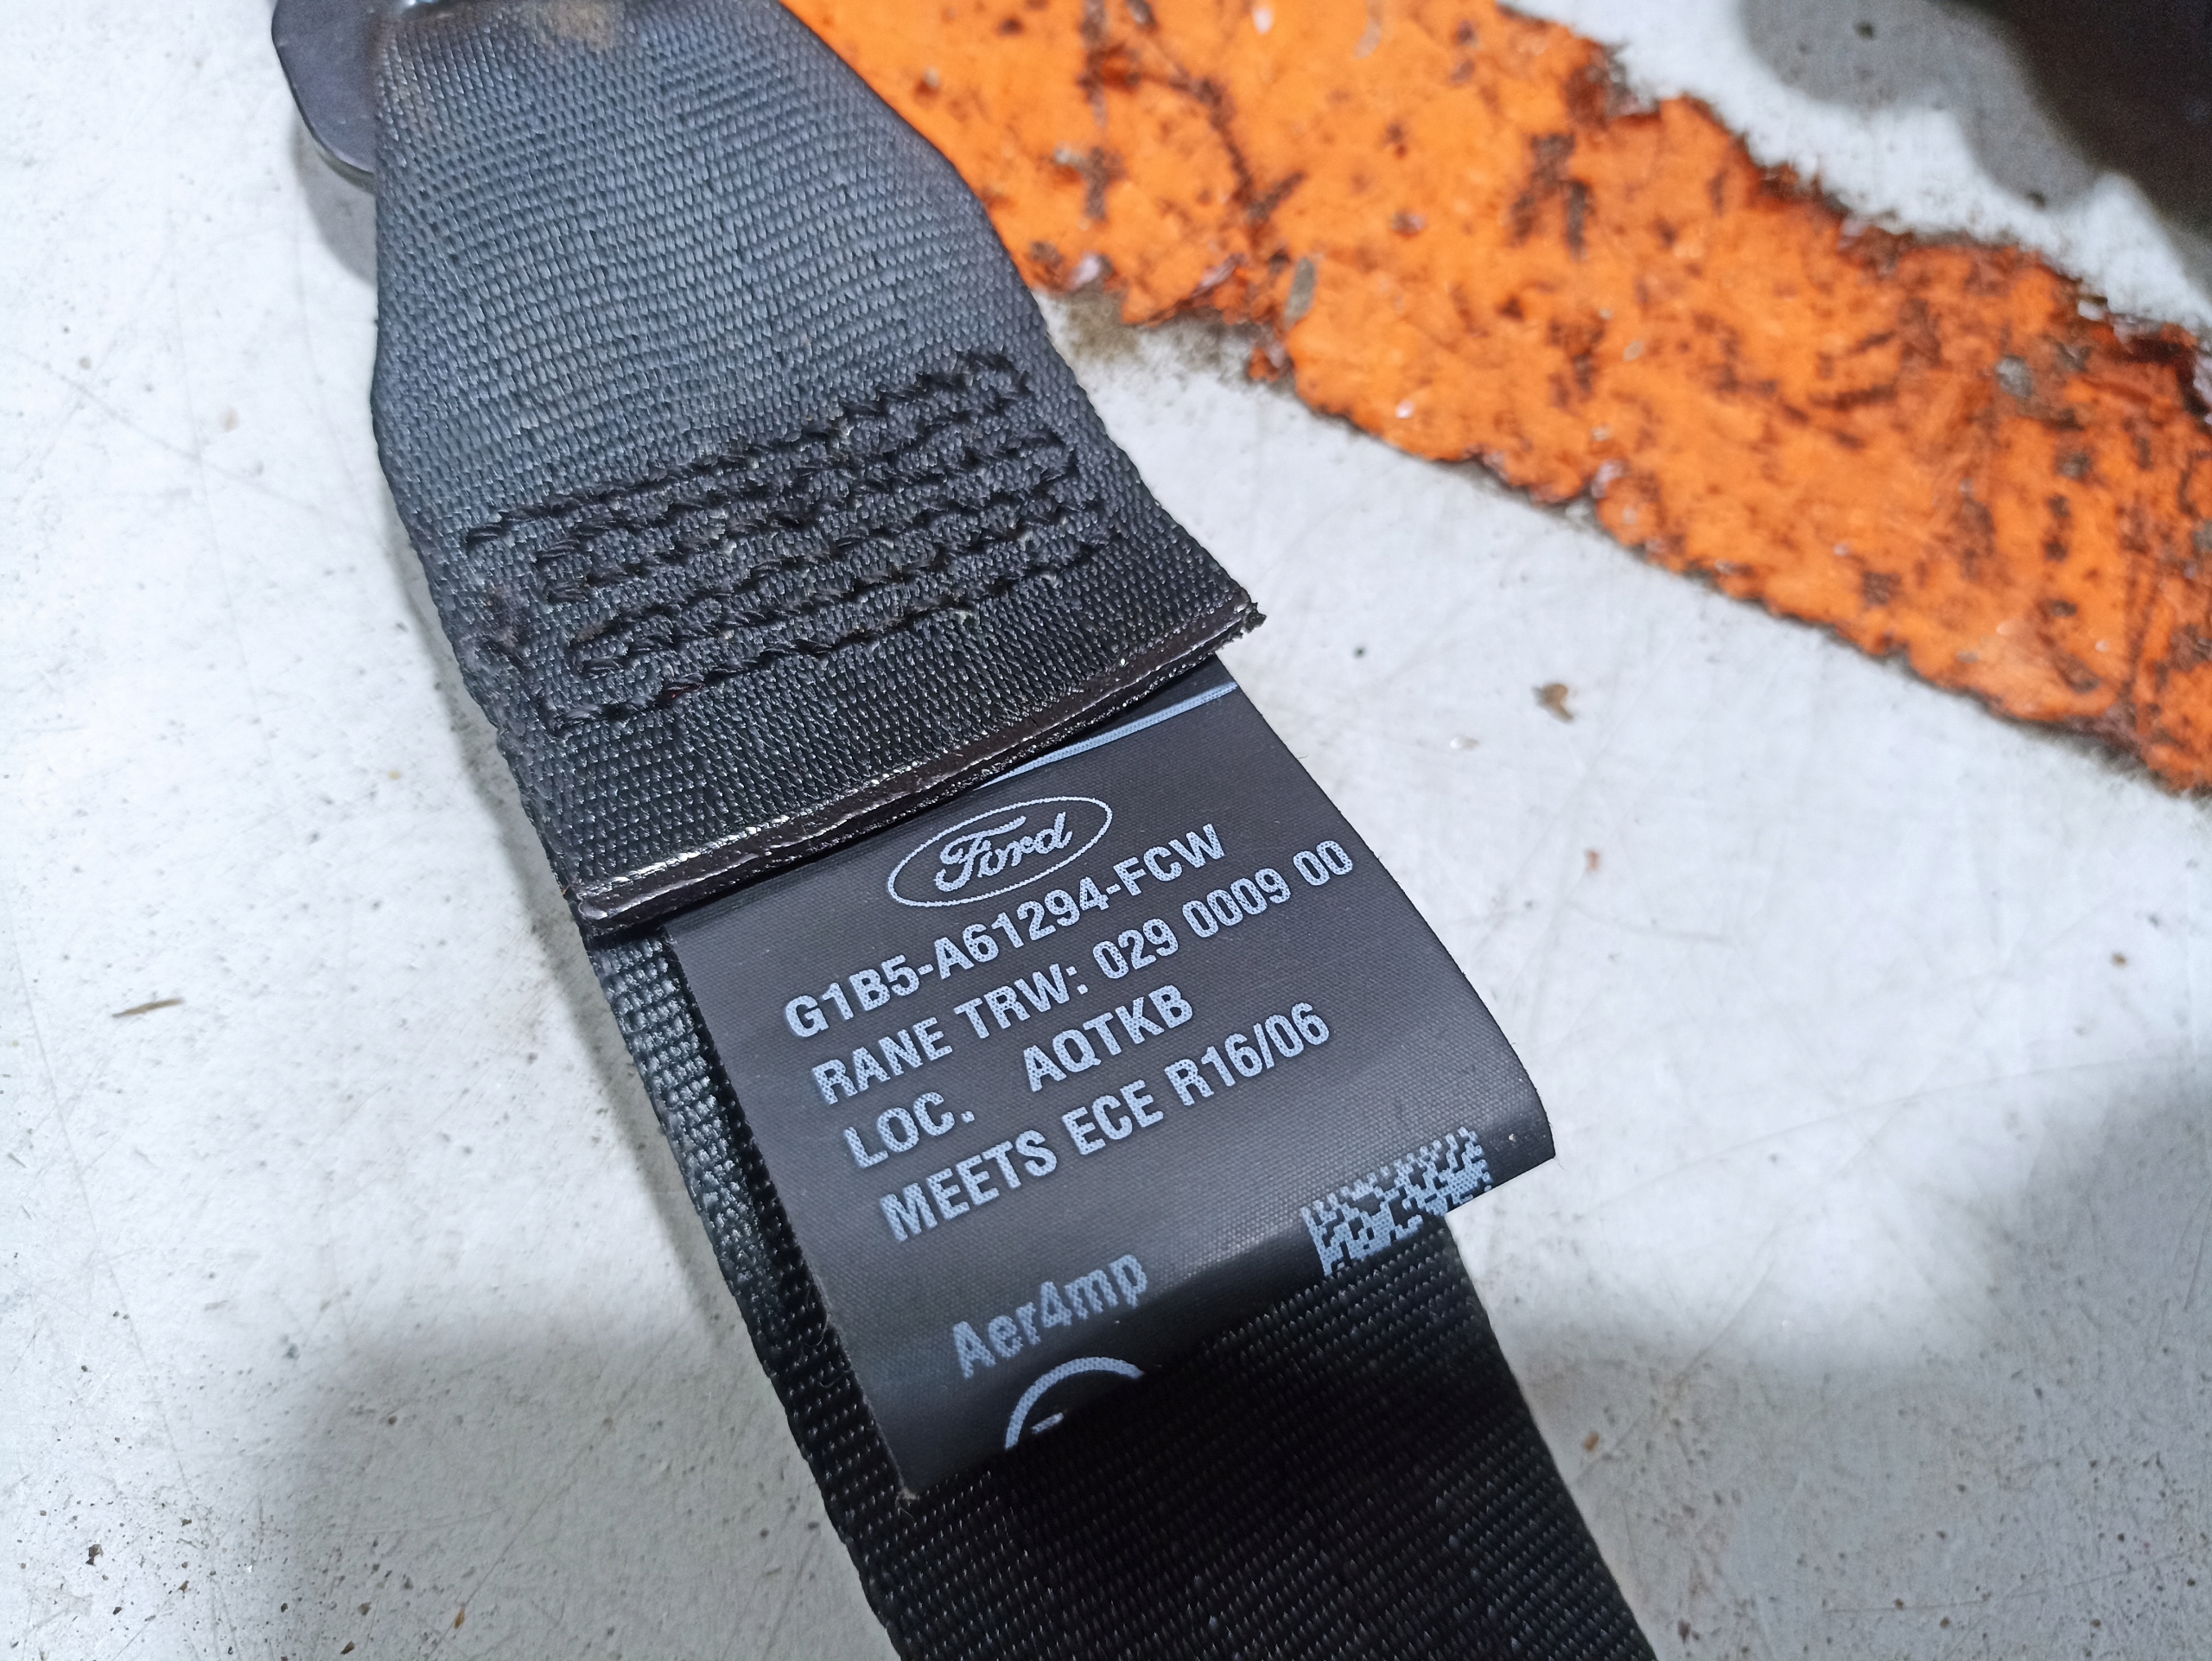 Ford
G1B5-A61294-FCW
RANE TRW: 029 0009 00
LOC. AQTKB
MEETS ECE R16/06
Aer4mp